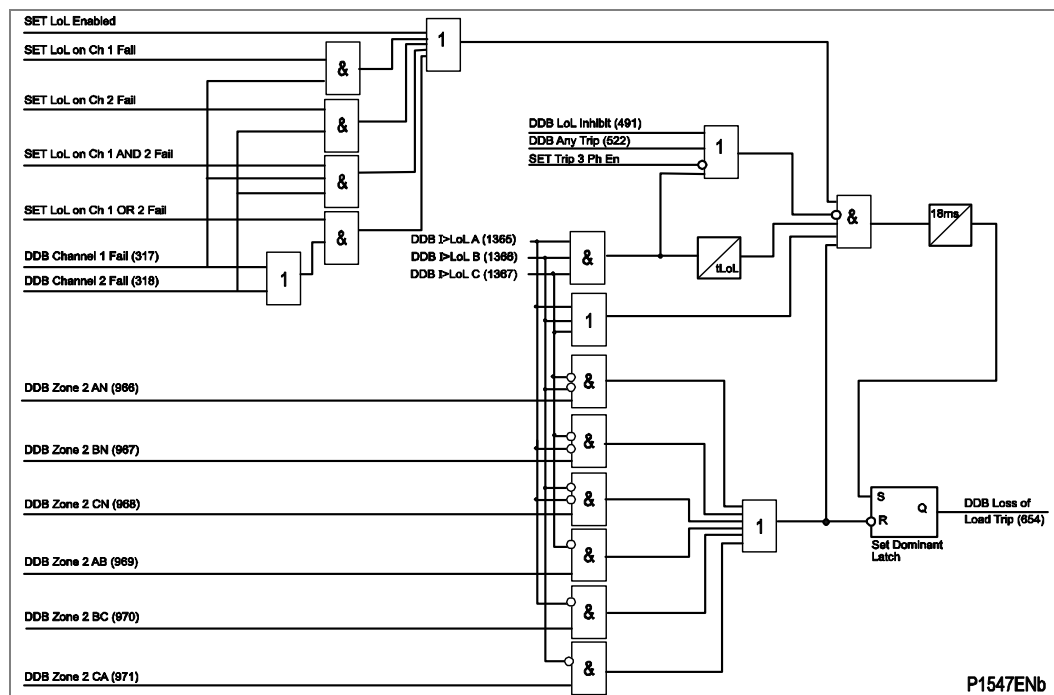 SET LoL Enabled
SET LoL on Ch 1 Fail
SET LoL on Ch 2 Fail
SET LoL on Ch 1 AND 2 Fail
SET LoL on Ch 1 OR 2 Fail
DDB Channel 1 Fail (317)
DDB Channel 2 Fail (318)
&
&
&
&
1
1
DDB LoL Inhibit (491)
DDB Any Trip (522)
SET Trip 3 Ph En
1
DDB I>LoL A (1365)
DDB I>LoL B (1366)
DDB I>LoL C (1367)
&
tLoL
&
18ms
1
DDB Zone 2 AN (966)
&
DDB Zone 2 BN (967)
&
DDB Zone 2 CN (968)
&
DDB Zone 2 AB (969)
&
DDB Zone 2 BC (970)
&
DDB Zone 2 CA (971)
&
1
S
Q
R
Set Dominant
Latch
DDB Loss of
Load Trip (654)
P1547ENb